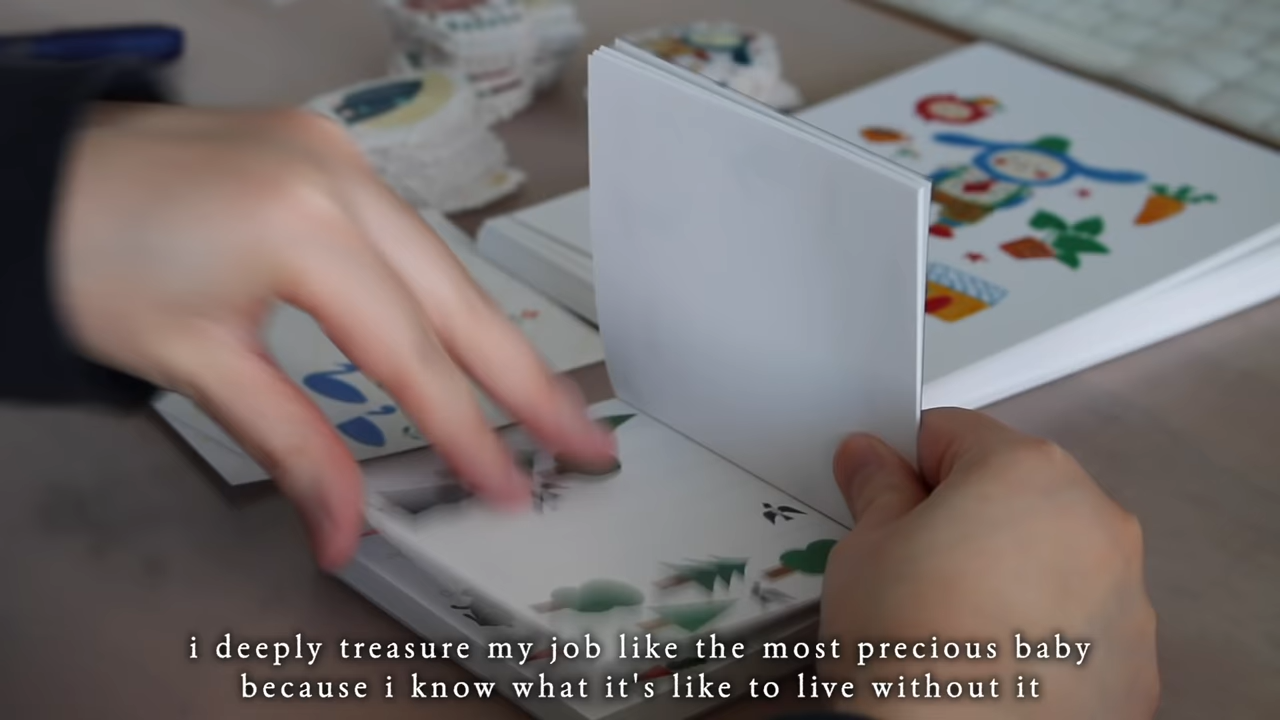 i deeply treasure my job like the most precious baby
because i know what it's like to live without it